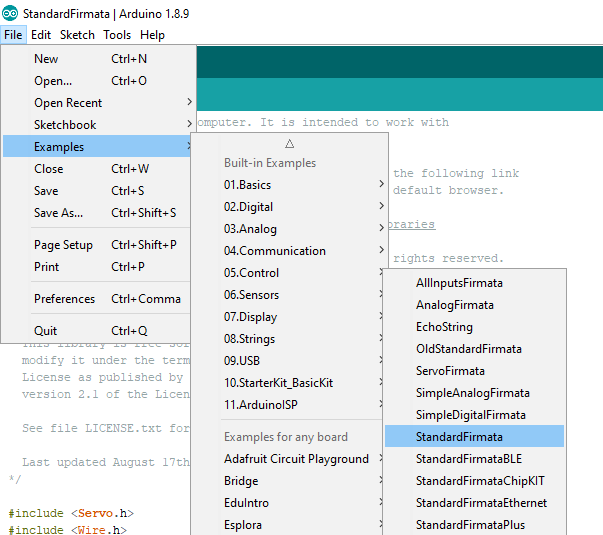 StandardFirmata | Arduino 1.8.9
File Edit Sketch Tools Help
New Ctrl+N
Open... Ctrl+O
Open Recent
Sketchbook
Examples
Close Ctrl+W
Save Ctrl+S
Save As... Ctrl+Shift+S
Page Setup Ctrl+Shift+P
Print Ctrl+P
Preferences Ctrl+Comma
Quit Ctrl+Q
Built-in Examples
01.Basics
02.Digital
03.Analog
04.Communication
05.Control
06.Sensors
07.Display
08.Strings
09.USB
10.StarterKit_BasicKit
11.ArduinoISP
Examples for any board
Adafruit Circuit Playground
Bridge
EduIntro
Esplora
AllInputsFirmata
AnalogFirmata
EchoString
OldStandardFirmata
ServoFirmata
SimpleAnalogFirmata
SimpleDigitalFirmata
StandardFirmata
StandardFirmataBLE
StandardFirmataChipKIT
StandardFirmataEthernet
StandardFirmataPlus
omputer. It is intended to work with
the following link
default browser.
raries
rights reserved.
modify it under the term
License as published by
version 2.1 of the Licen
See file LICENSE.txt for
Last updated August 17th
*/
#include <Servo.h>
#include <Wire.h>